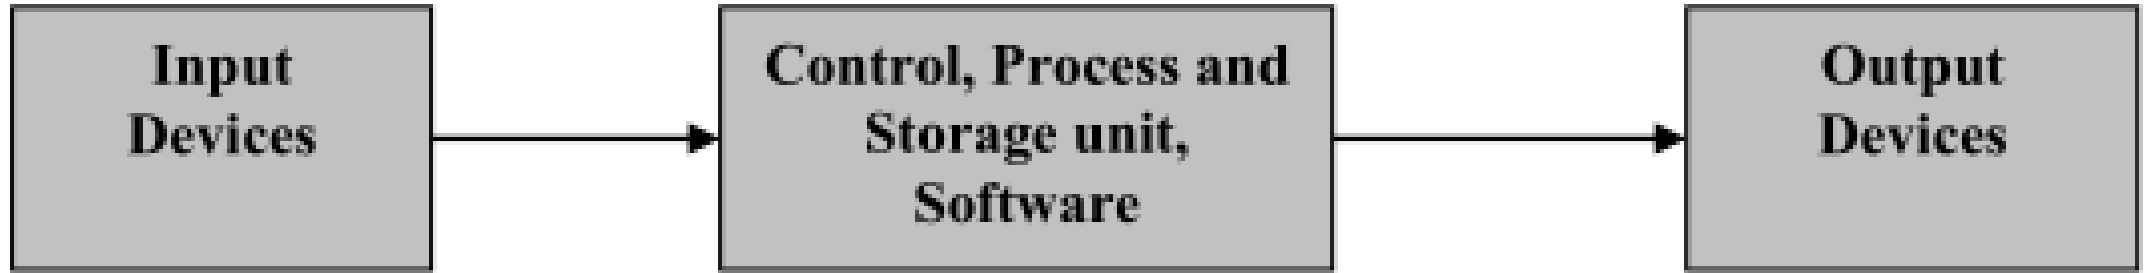 Input
Devices
Control, Process and
Storage unit,
Software
Output
Devices